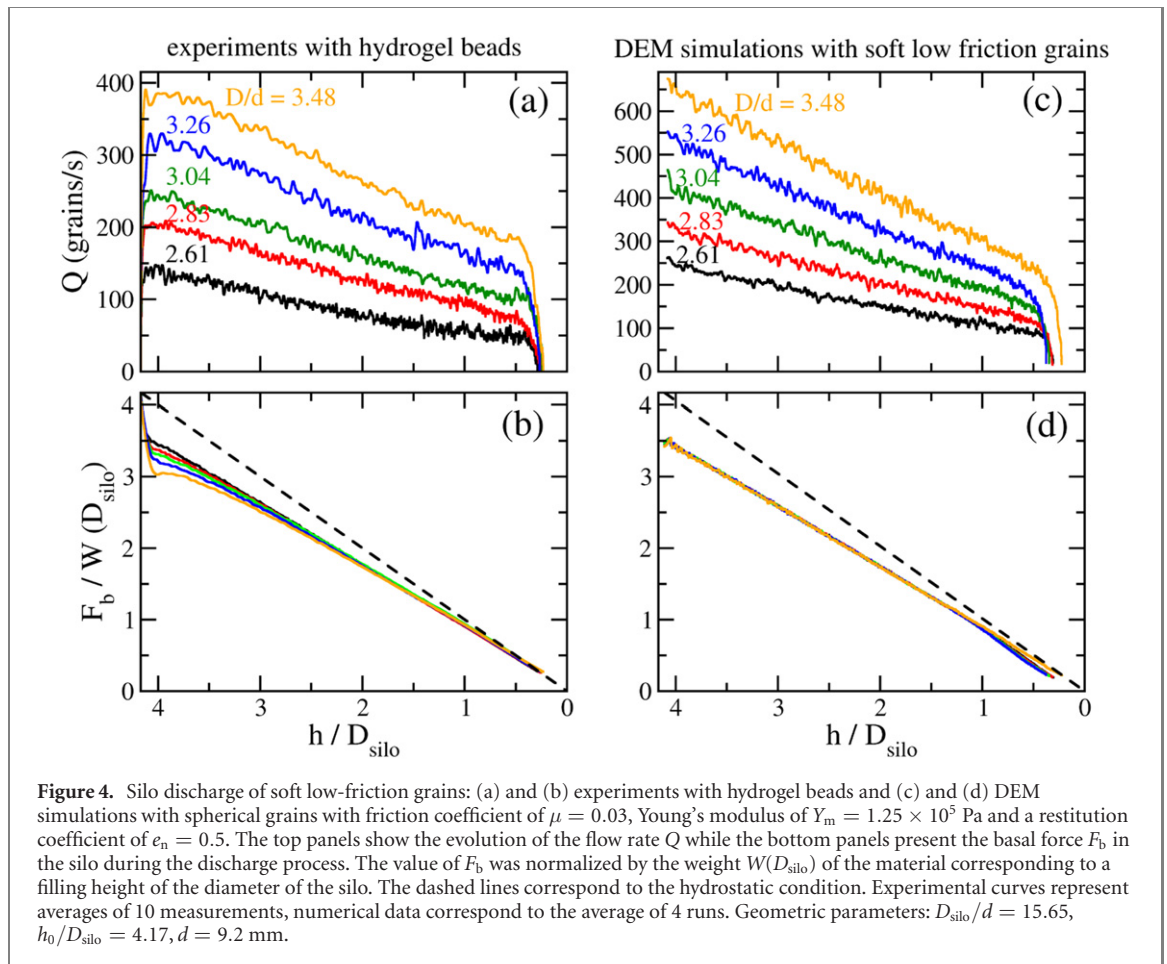 experiments with hydrogel beads
DEM simulations with soft low friction grains
400
300
200
100
0
Q (grains/s)
D/d = 3.48
3.26
3.04
2.83
2.61
(a)
600
500
400
300
200
100
0
D/d = 3.48
3.26
3.04
2.83
2.61
(c)
4
3
2
1
0
F_b / W (D_silo)
(b)
4 3 2 1 0
h / D_silo
4
3
2
1
0
(d)
4 3 2 1 0
h / D_silo
Figure 4. Silo discharge of soft low-friction grains: (a) and (b) experiments with hydrogel beads and (c) and (d) DEM
simulations with spherical grains with friction coefficient of μ = 0.03, Young's modulus of Y_m = 1.25 × 10⁵ Pa and a restitution
coefficient of e_n = 0.5. The top panels show the evolution of the flow rate Q while the bottom panels present the basal force F_b in
the silo during the discharge process. The value of F_b was normalized by the weight W(D_silo) of the material corresponding to a
filling height of the diameter of the silo. The dashed lines correspond to the hydrostatic condition. Experimental curves represent
averages of 10 measurements, numerical data correspond to the average of 4 runs. Geometric parameters: D_silo/d = 15.65,
h_0/D_silo = 4.17, d = 9.2 mm.